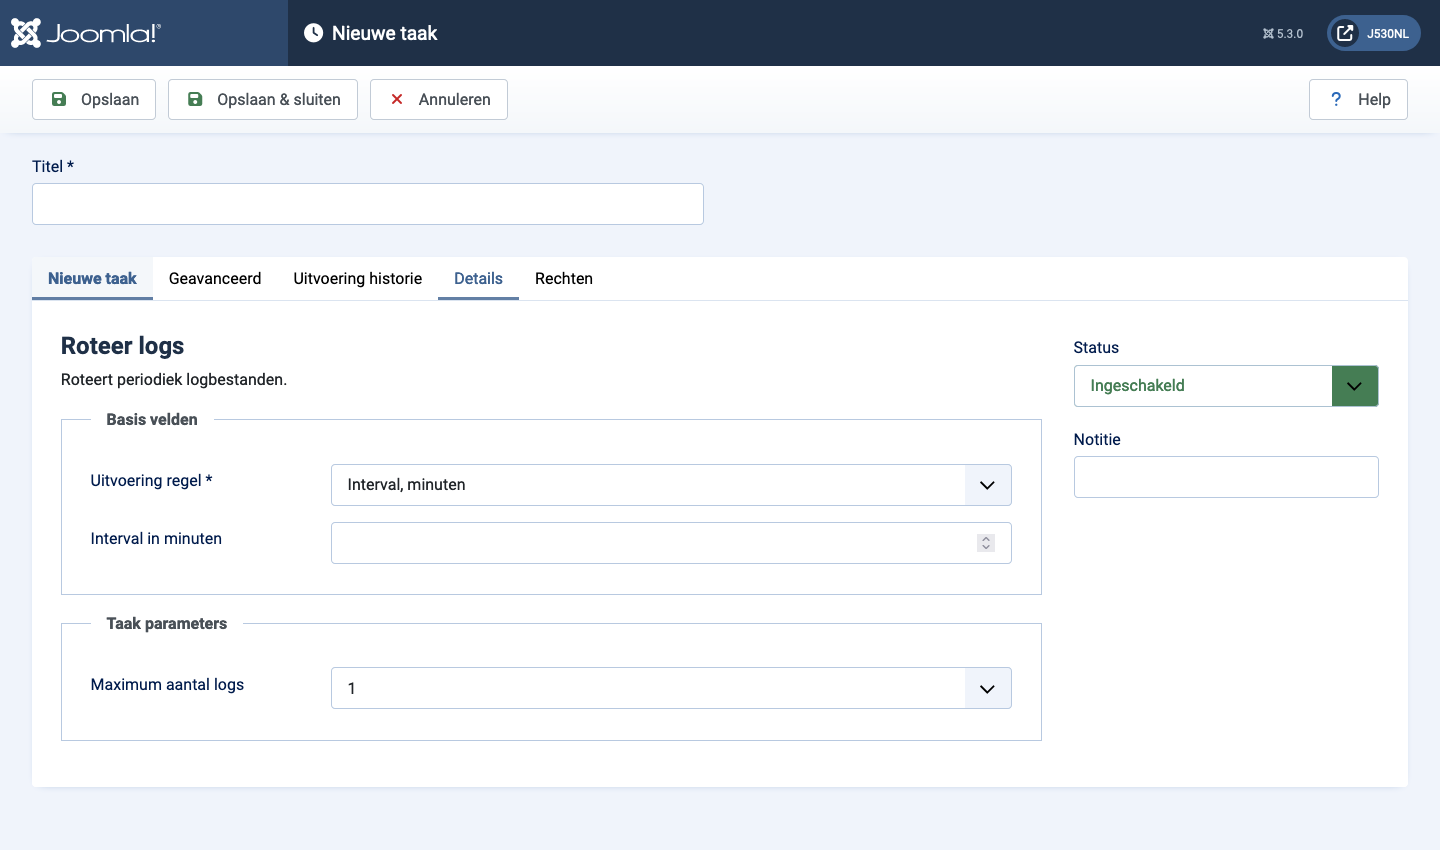 Joomla!® Nieuwe taak 5.3.0 J530NL
Opslaan Opslaan & sluiten Annuleren ? Help
Titel *
Nieuwe taak Geavanceerd Uitvoering historie Details Rechten
Roteer logs
Roteert periodiek logbestanden.
Basis velden
Uitvoering regel * Interval, minuten
Interval in minuten
Taak parameters
Maximum aantal logs 1
Status
Ingeschakeld
Notitie